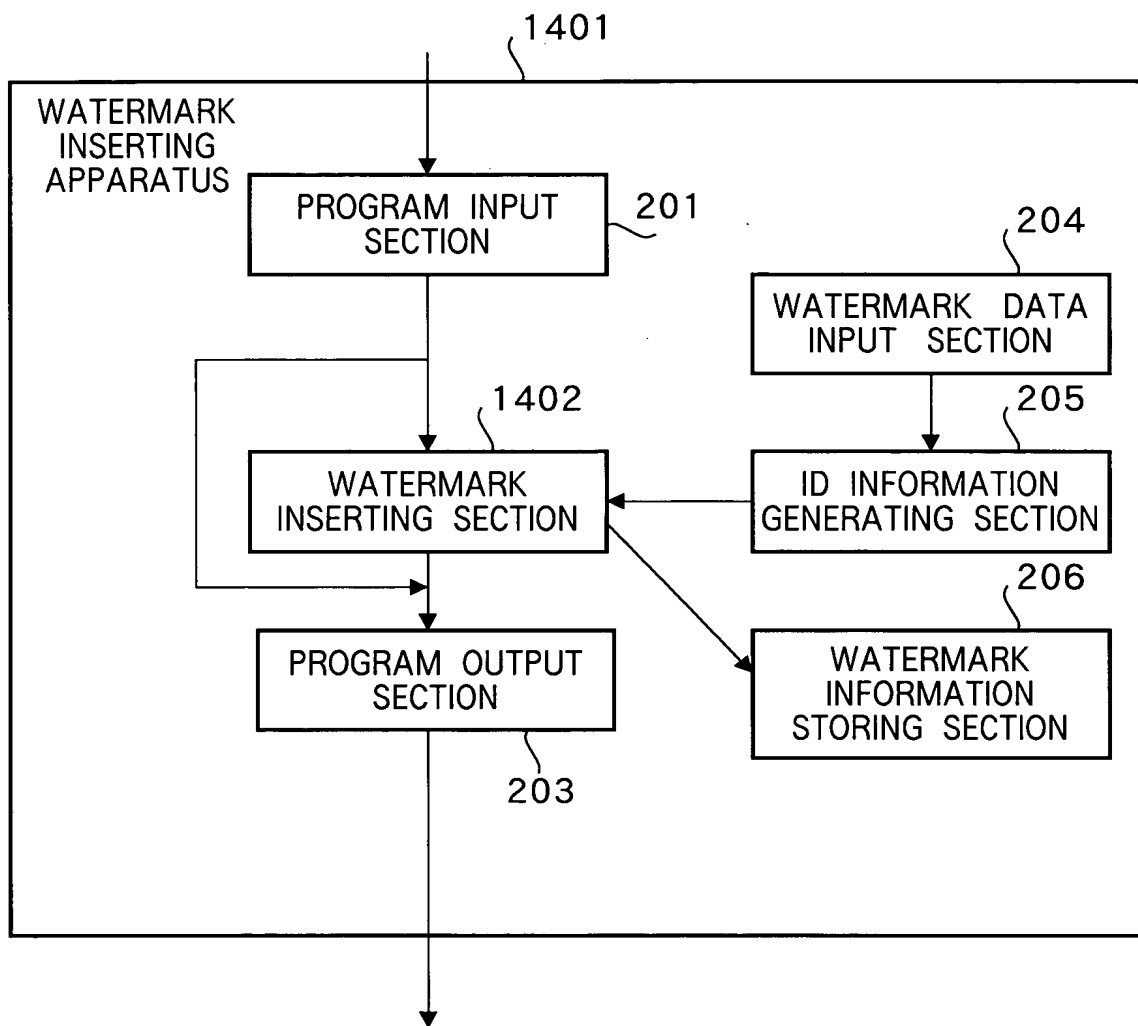 1401
WATERMARK
INSERTING
APPARATUS
PROGRAM INPUT
SECTION
201
204
WATERMARK DATA
INPUT SECTION
1402
205
WATERMARK
INSERTING SECTION
ID INFORMATION
GENERATING SECTION
206
PROGRAM OUTPUT
SECTION
WATERMARK
INFORMATION
STORING SECTION
203